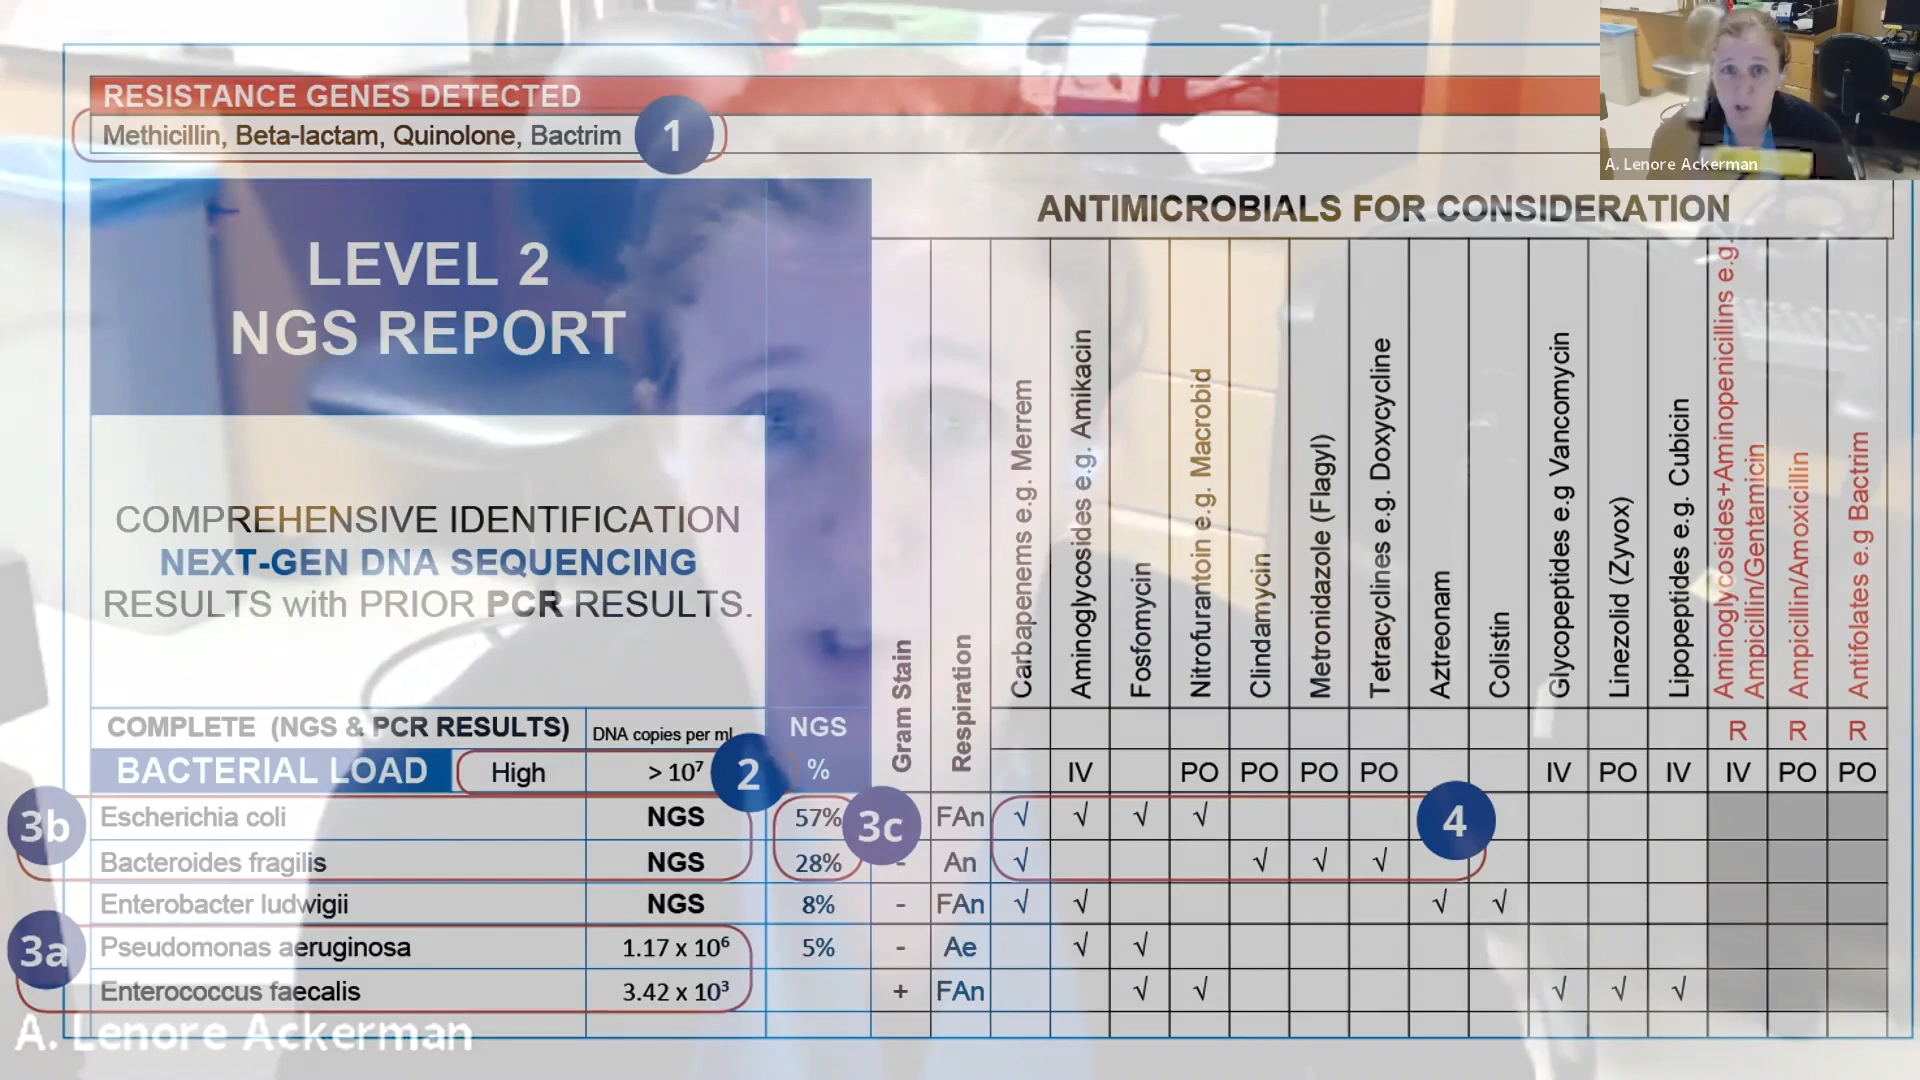 RESISTANCE GENES DETECTED
Methicillin, Beta-lactam, Quinolone, Bactrim
1
A. Lenore Ackerman
LEVEL 2
NGS REPORT
ANTIMICROBIALS FOR CONSIDERATION
COMPREHENSIVE IDENTIFICATION
NEXT-GEN DNA SEQUENCING
RESULTS with PRIOR PCR RESULTS.
Gram Stain
Respiration
Carbapenems e.g. Merrem
Aminoglycosides e.g. Amikacin
Fosfomycin
Nitrofurantoin e.g. Macrobid
Clindamycin
Metronidazole (Flagyl)
Tetracyclines e.g. Doxycycline
Aztreonam
Colistin
Glycopeptides e.g Vancomycin
Linezolid (Zyvox)
Lipopeptides e.g. Cubicin
Aminoglycosides+Aminopenicillins e.g.
Ampicillin/Gentamicin
Ampicillin/Amoxicillin
Antifolates e.g Bactrim
COMPLETE (NGS & PCR RESULTS) DNA copies per ml NGS R R R
BACTERIAL LOAD High > 10⁷ 2 % IV PO PO PO PO IV PO IV IV PO PO
3b Escherichia coli NGS 57% 3c FAn √ √ √ √ 4
Bacteroides fragilis NGS 28% - An √ √ √ √
Enterobacter ludwigii NGS 8% - FAn √ √ √ √
3a Pseudomonas aeruginosa 1.17 x 10⁶ 5% - Ae √ √
Enterococcus faecalis 3.42 x 10³ + FAn √ √ √ √ √
A. Lenore Ackerman